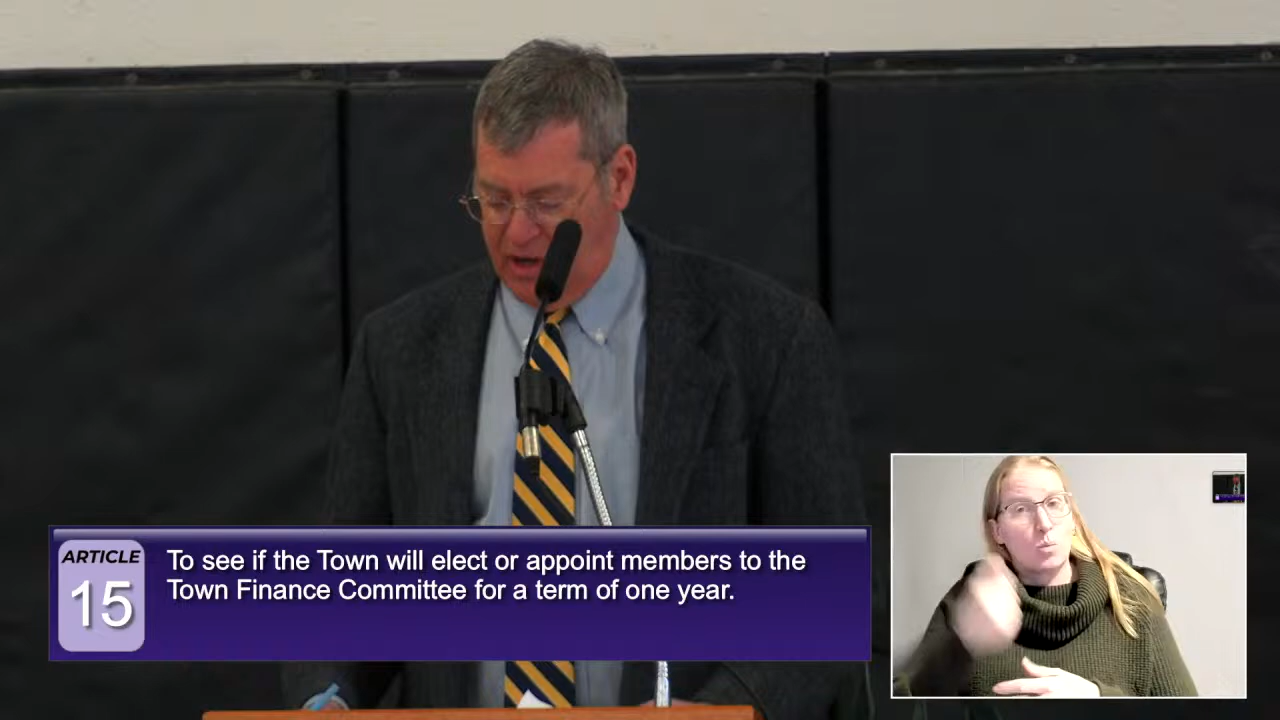 ARTICLE
15
To see if the Town will elect or appoint members to the
Town Finance Committee for a term of one year.